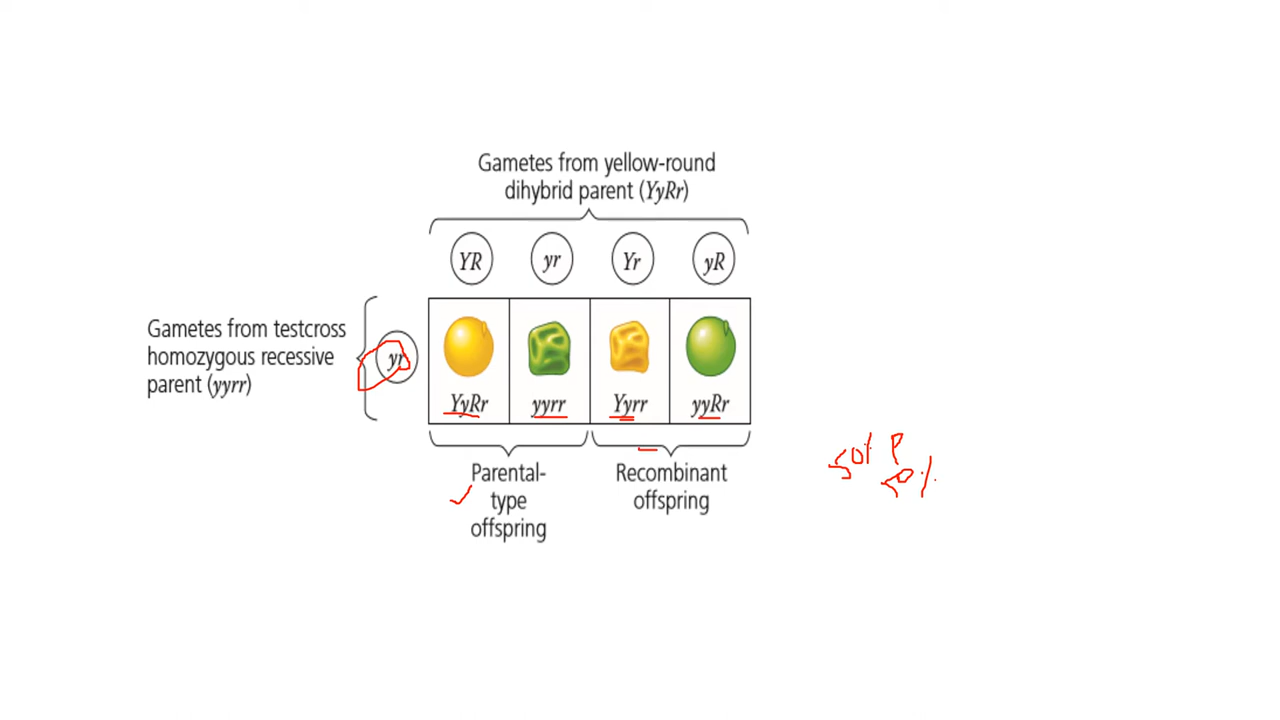 Gametes from yellow-round
dihybrid parent (YyRr)
YR yr Yr yR
Gametes from testcross
homozygous recessive
parent (yyrr)
yr
YyRr yyrr Yyrr yyRr
Parental-
type
offspring
Recombinant
offspring
50% P
50%